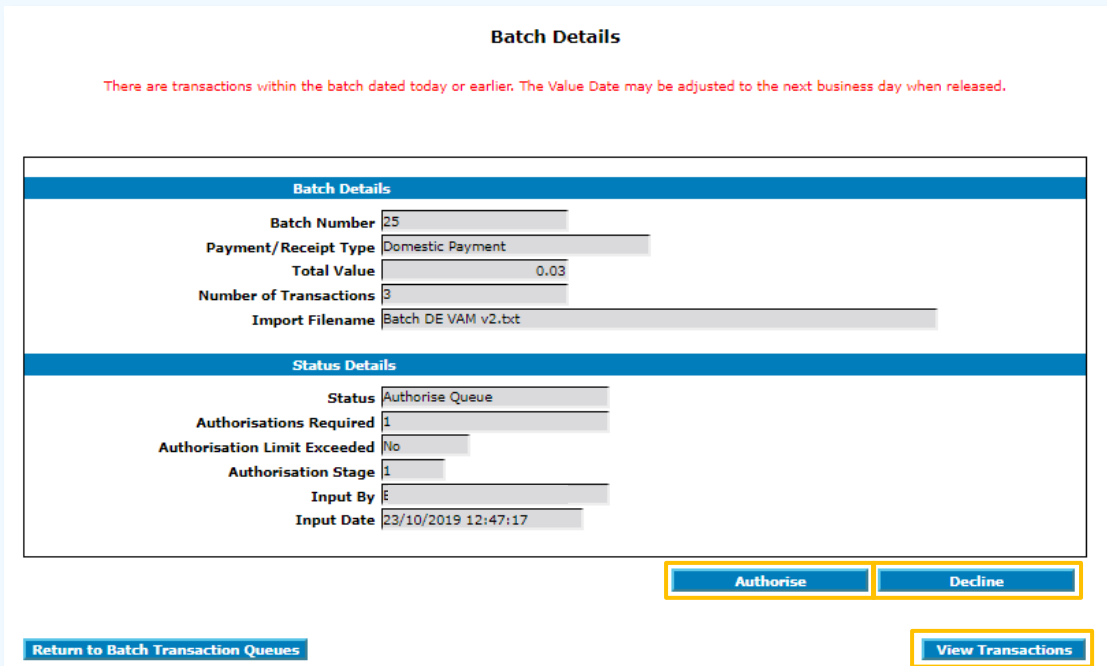 Batch Details
There are transactions within the batch dated today or earlier. The Value Date may be adjusted to the next business day when released.
Batch Details
Batch Number 25
Payment/Receipt Type Domestic Payment
Total Value 0.03
Number of Transactions 3
Import Filename Batch DE VAM v2.txt
Status Details
Status Authorise Queue
Authorisations Required 1
Authorisation Limit Exceeded No
Authorisation Stage 1
Input By
Input Date 23/10/2019 12:47:17
Authorise Decline
Return to Batch Transaction Queues View Transactions